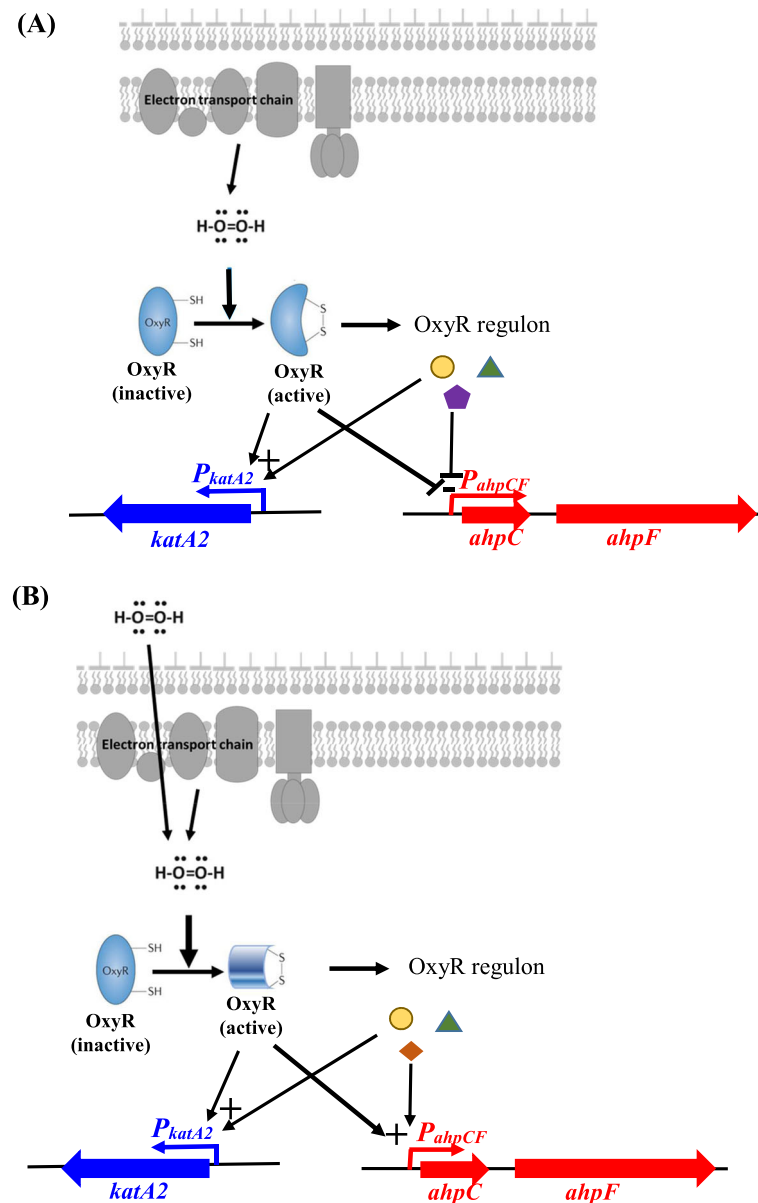 (A)
Electron transport chain
H-O=O-H
SH
OxyR
SH
S
S
OxyR regulon
OxyR
(inactive)
OxyR
(active)
+
PkatA2
PahpCF
katA2
ahpC
ahpF
(B)
H-O=O-H
Electron transport chain
H-O=O-H
SH
OxyR
SH
S
S
OxyR regulon
OxyR
(inactive)
OxyR
(active)
+
+
PkatA2
PahpCF
katA2
ahpC
ahpF